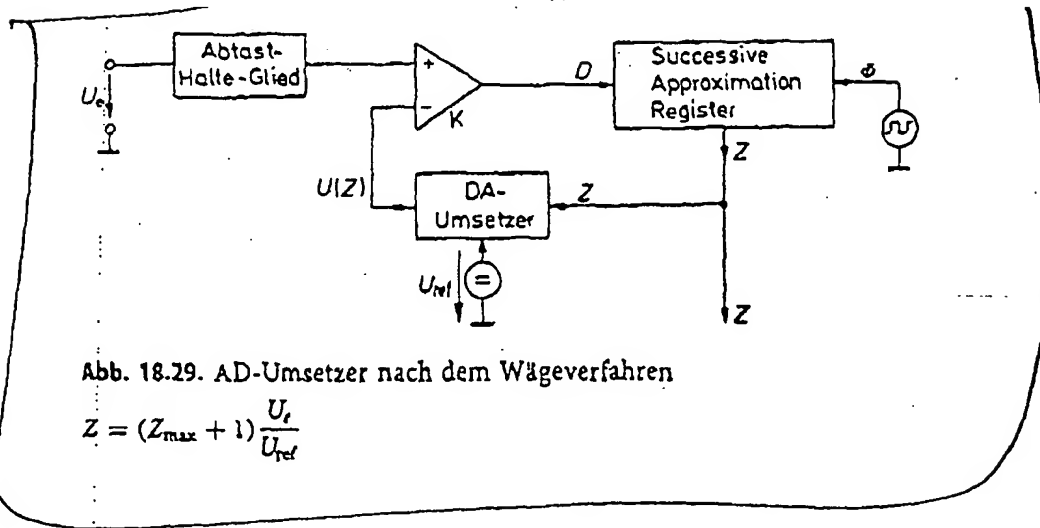 Abtast-
Halte-Glied
U_e
+
−
K
D
Successive
Approximation
Register
Φ
Z
U(Z)
DA-
Umsetzer
Z
U_ref
=
Z
Abb. 18.29. AD-Umsetzer nach dem Wägeverfahren
Z = (Z_max + 1) U_e / U_ref